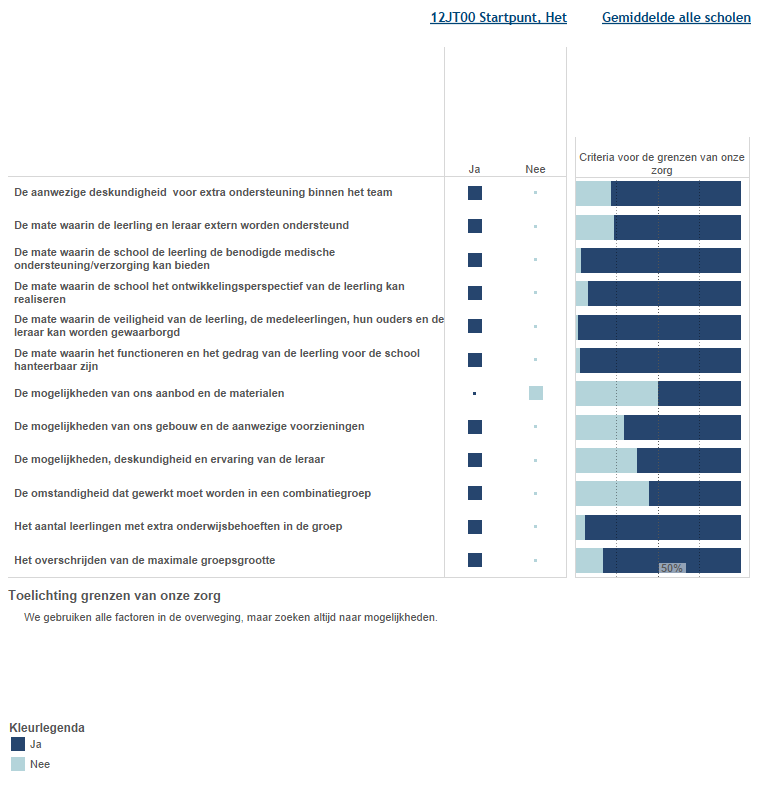 12JT00 Startpunt, Het
Gemiddelde alle scholen
Ja
Nee
Criteria voor de grenzen van onze
zorg
De aanwezige deskundigheid  voor extra ondersteuning binnen het team
De mate waarin de leerling en leraar extern worden ondersteund
De mate waarin de school de leerling de benodigde medische
ondersteuning/verzorging kan bieden
De mate waarin de school het ontwikkelingsperspectief van de leerling kan
realiseren
De mate waarin de veiligheid van de leerling, de medeleerlingen, hun ouders en de
leraar kan worden gewaarborgd
De mate waarin het functioneren en het gedrag van de leerling voor de school
hanteerbaar zijn
De mogelijkheden van ons aanbod en de materialen
De mogelijkheden van ons gebouw en de aanwezige voorzieningen
De mogelijkheden, deskundigheid en ervaring van de leraar
De omstandigheid dat gewerkt moet worden in een combinatiegroep
Het aantal leerlingen met extra onderwijsbehoeften in de groep
Het overschrijden van de maximale groepsgrootte
50%
Toelichting grenzen van onze zorg
We gebruiken alle factoren in de overweging, maar zoeken altijd naar mogelijkheden.
Kleurlegenda
Ja
Nee